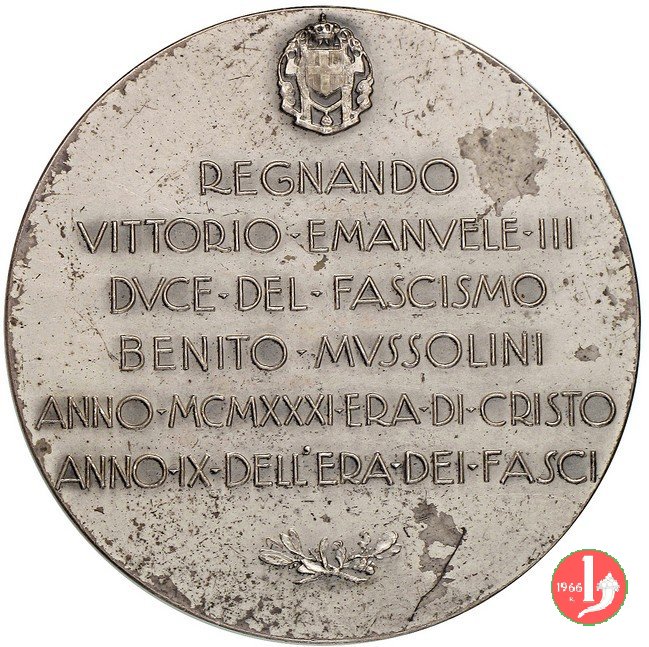 REGNANDO
VITTORIO·EMANVELE·III
DVCE·DEL·FASCISMO
BENITO·MVSSOLINI
ANNO·MCMXXXI·ERA·DI·CRISTO
ANNO·IX·DELL'ERA·DEI·FASCI
1966
R.